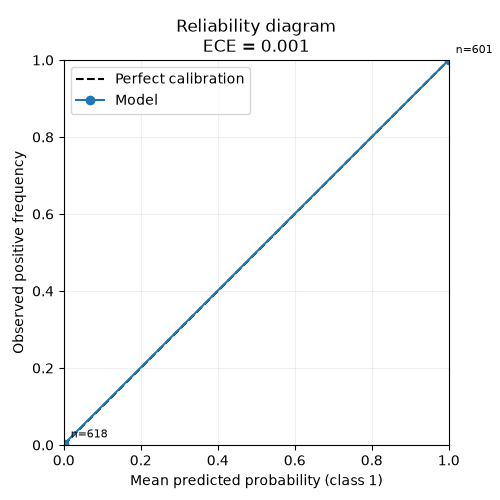 Reliability diagram
ECE = 0.001
n=601
Perfect calibration
Model
n=618
Observed positive frequency
1.0
0.8
0.6
0.4
0.2
0.0
0.0 0.2 0.4 0.6 0.8 1.0
Mean predicted probability (class 1)